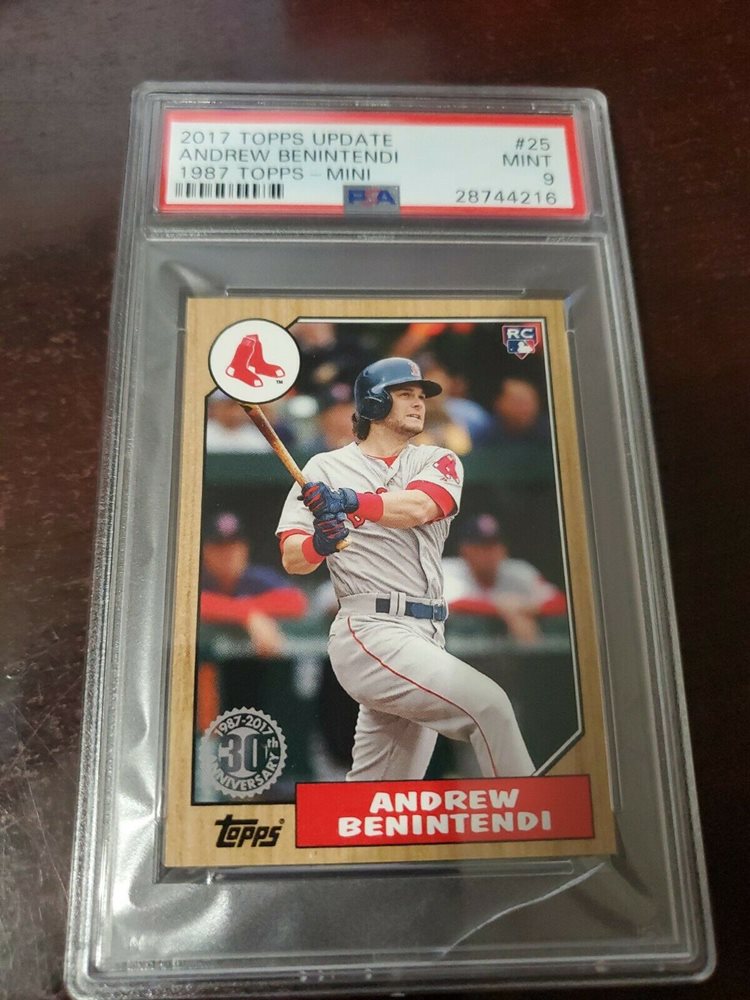 2017 TOPPS UPDATE #25
ANDREW BENINTENDI MINT
1987 TOPPS - MINI 9
PSA 28744216
RC
TM
1987-2017
30th
ANNIVERSARY
topps®
ANDREW
BENINTENDI